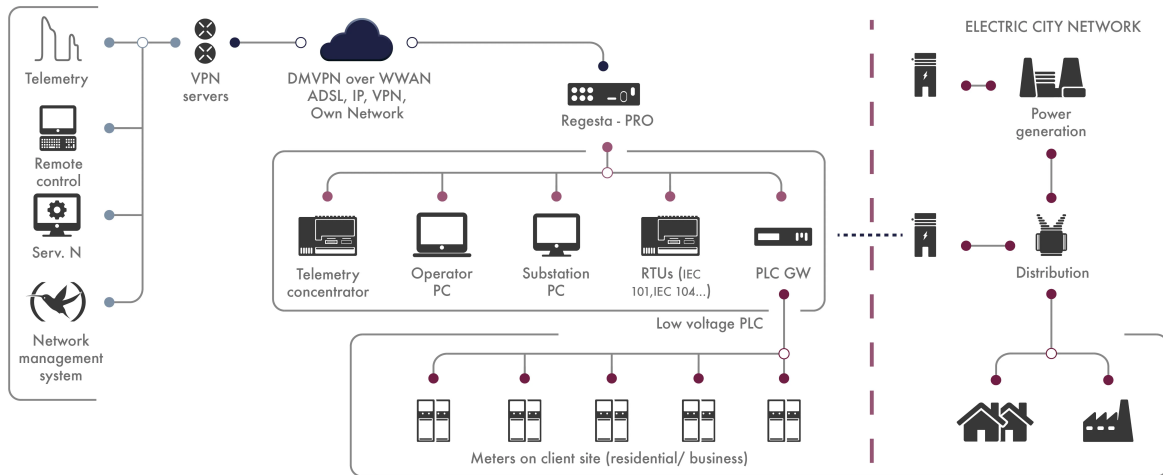 ELECTRIC CITY NETWORK
Telemetry
VPN
servers
DMVPN over WWAN
ADSL, IP, VPN,
Own Network
Regesta - PRO
Power
generation
Remote
control
Serv. N
Telemetry
concentrator
Operator
PC
Substation
PC
RTUs (IEC
101,IEC 104...)
PLC GW
Distribution
Low voltage PLC
Network
management
system
Meters on client site (residential/ business)